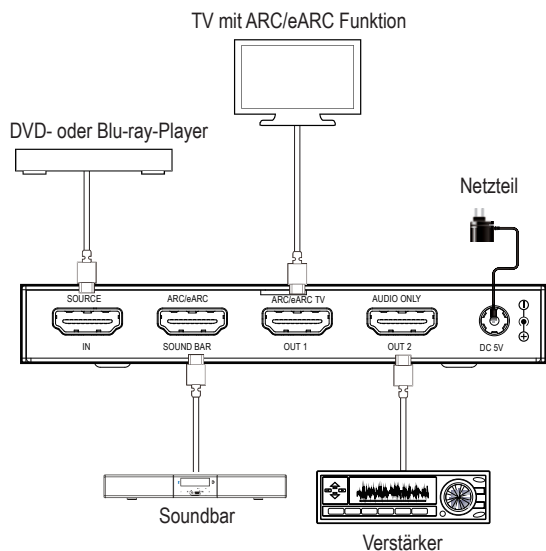 TV mit ARC/eARC Funktion
DVD- oder Blu-ray-Player
Netzteil
SOURCE
ARC/eARC
ARC/eARC TV
AUDIO ONLY
IN
SOUND BAR
OUT 1
OUT 2
DC 5V
Soundbar
Verstärker